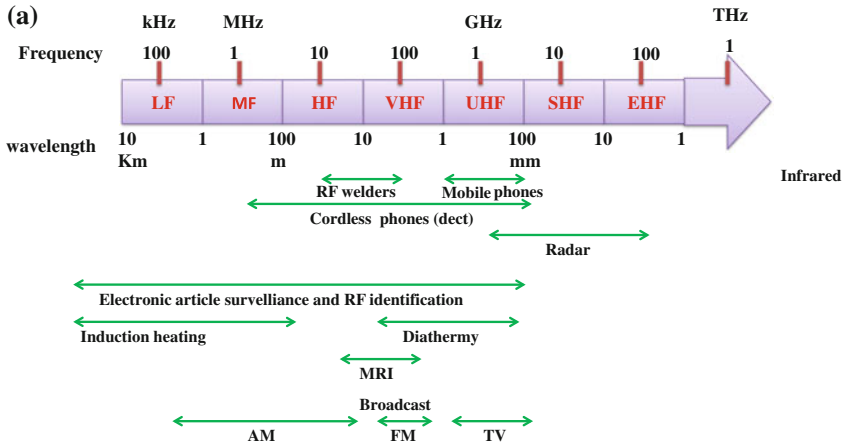 (a)
kHz MHz GHz THz
Frequency 100 1 10 100 1 10 100 1
LF MF HF VHF UHF SHF EHF
wavelength 10 1 100 10 1 100 10 1
Km m mm
Infrared
RF welders Mobile phones
Cordless phones (dect)
Radar
Electronic article survelliance and RF identification
Induction heating Diathermy
MRI
Broadcast
AM FM TV